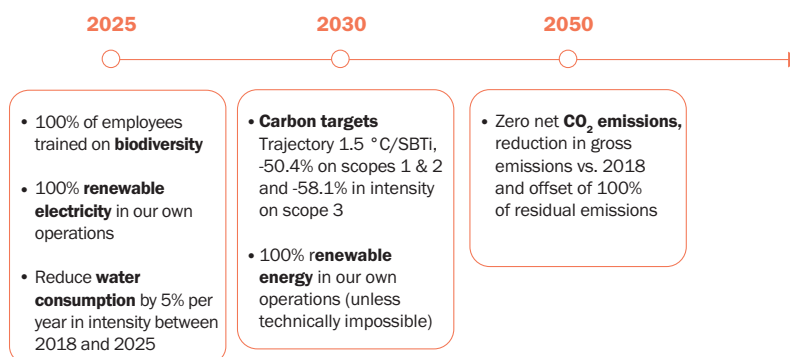 2025
2030
2050
• 100% of employees
trained on biodiversity
• 100% renewable
electricity in our own
operations
• Reduce water
consumption by 5% per
year in intensity between
2018 and 2025
• Carbon targets
Trajectory 1.5 °C/SBTi,
-50.4% on scopes 1 & 2
and -58.1% in intensity
on scope 3
• 100% renewable
energy in our own
operations (unless
technically impossible)
• Zero net CO₂ emissions,
reduction in gross
emissions vs. 2018
and offset of 100%
of residual emissions